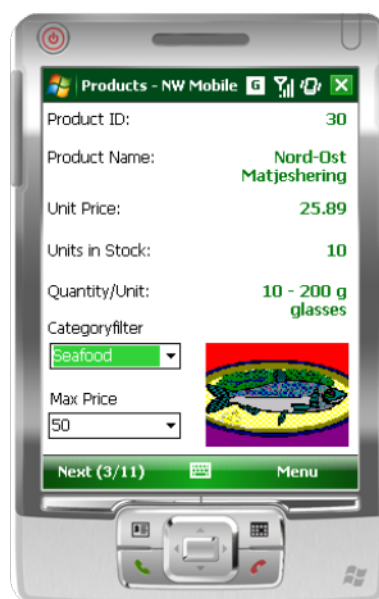 Products - NW Mobile G
Product ID: 30
Product Name: Nord-Ost
Matjeshering
Unit Price: 25.89
Units in Stock: 10
Quantity/Unit: 10 - 200 g
glasses
Categoryfilter
Seafood
Max Price
50
Next (3/11) Menu